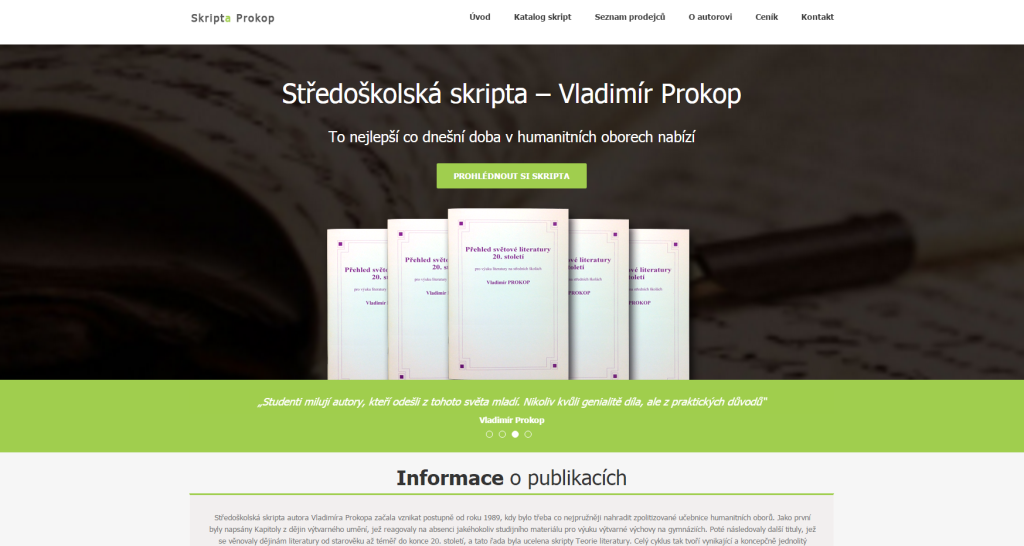 Skripta Prokop
Úvod Katalog skript Seznam prodejců O autorovi Ceník Kontakt
Středoškolská skripta – Vladimír Prokop
To nejlepší co dnešní doba v humanitních oborech nabízí
PROHLÉDNOUT SI SKRIPTA
Přehled světové literatury
20. století
pro výuku literatury na středních školách
Vladimír PROKOP
„Studenti milují autory, kteří odešli z tohoto světa mladí. Nikoliv kvůli genialitě díla, ale z praktických důvodů"
Vladimír Prokop
Informace o publikacích
Středoškolská skripta autora Vladimíra Prokopa začala vznikat postupně od roku 1989, kdy bylo třeba co nejpružněji nahradit zpolitizované učebnice humanitních oborů. Jako první
byly napsány Kapitoly z dějin výtvarného umění, jež reagovaly na absenci jakéhokoliv studijního materiálu pro výuku výtvarné výchovy na gymnáziích. Poté následovaly další tituly, jež
se věnovaly dějinám literatury od starověku až téměř do konce 20. století, a tato řada byla ucelena skripty Teorie literatury. Celý cyklus tak tvoří vynikající a koncepčně jednolitý